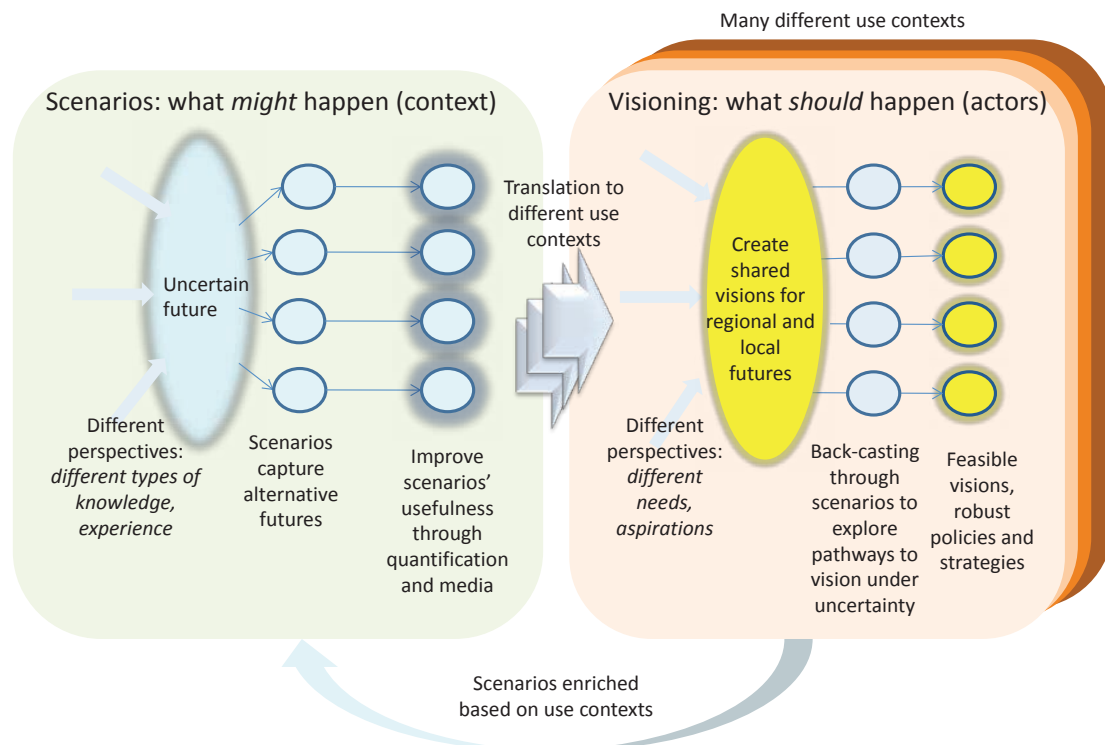 Many different use contexts
Scenarios: what might happen (context)
Uncertain
future
Different
perspectives:
different types of
knowledge,
experience
Scenarios
capture
alternative
futures
Improve
scenarios’
usefulness
through
quantification
and media
Translation to
different use
contexts
Visioning: what should happen (actors)
Create
shared
visions for
regional and
local
futures
Different
perspectives:
different
needs,
aspirations
Back-casting
through
scenarios to
explore
pathways to
vision under
uncertainty
Feasible
visions,
robust
policies and
strategies
Scenarios enriched
based on use contexts